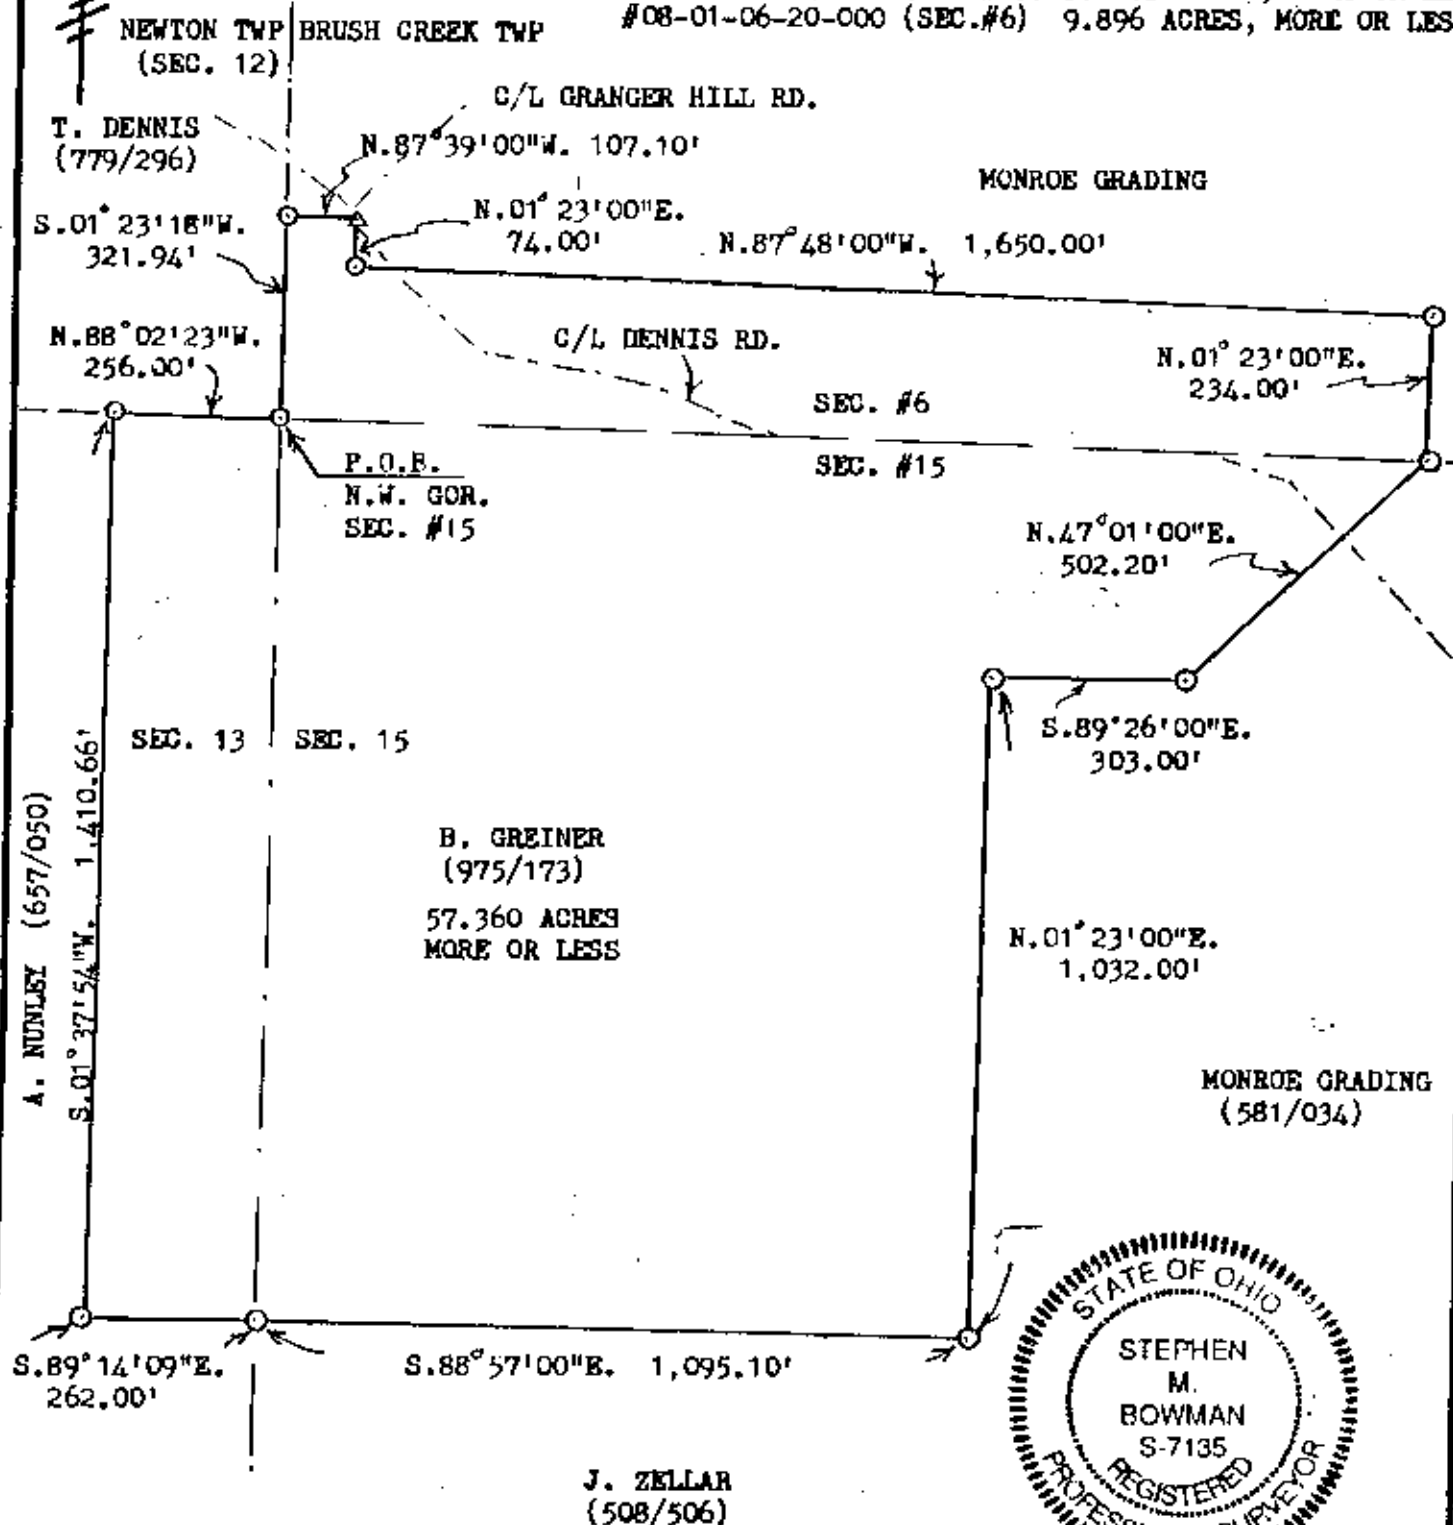 #08-01-06-20-000 (SEC.#6) 9.896 ACRES, MORE OR LES
NEWTON TWP BRUSH CREEK TWP
(SEC. 12)
C/L GRANGER HILL RD.
T. DENNIS
(779/296)
N.87°39'00"W. 107.10'
MONROE GRADING
S.01°23'18"W.
321.94'
N.01°23'00"E.
74.00'
N.87°48'00"W. 1,650.00'
N.88°02'23"W.
256.00'
C/L DENNIS RD.
N.01°23'00"E.
234.00'
SEC. #6
SEC. #15
P.O.B.
N.W. COR.
SEC. #15
N.47°01'00"E.
502.20'
S.89°26'00"E.
303.00'
SEC. 13
SEC. 15
A. NUNLEY (657/050)
S.01°37'54"W. 1,410.66'
B. GREINER
(975/173)
57.360 ACRES
MORE OR LESS
N.01°23'00"E.
1,032.00'
MONROE GRADING
(581/034)
S.89°14'09"E.
262.00'
S.88°57'00"E. 1,095.10'
J. ZELLAR
(508/506)
STATE OF OHIO
STEPHEN
M.
BOWMAN
S-7135
REGISTERED